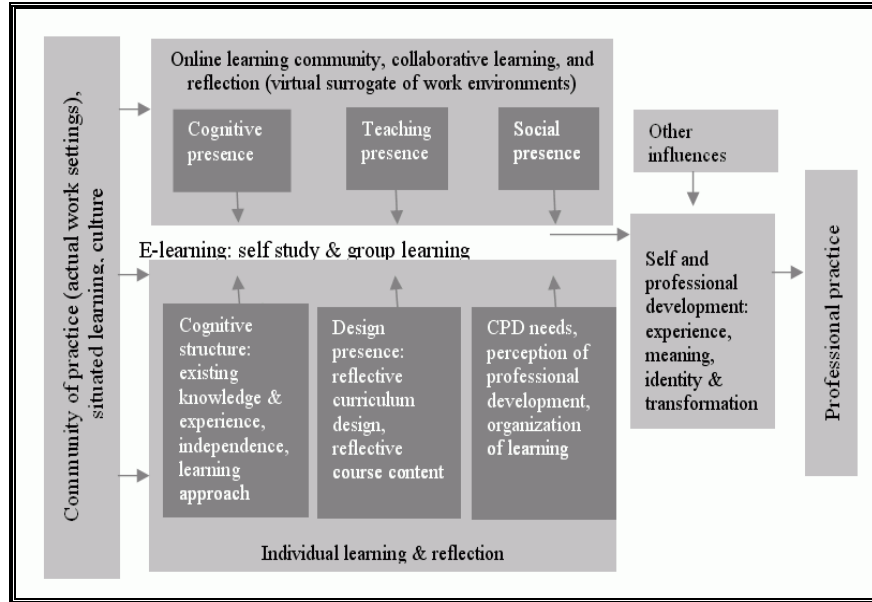 Community of practice (actual work settings),
situated learning, culture
Online learning community, collaborative learning, and
reflection (virtual surrogate of work environments)
Cognitive
presence
Teaching
presence
Social
presence
Other
influences
E-learning: self study & group learning
Self and
professional
development:
experience,
meaning,
identity &
transformation
Professional practice
Cognitive
structure:
existing
knowledge &
experience,
independence,
learning
approach
Design
presence:
reflective
curriculum
design,
reflective
course content
CPD needs,
perception of
professional
development,
organization
of learning
Individual learning & reflection